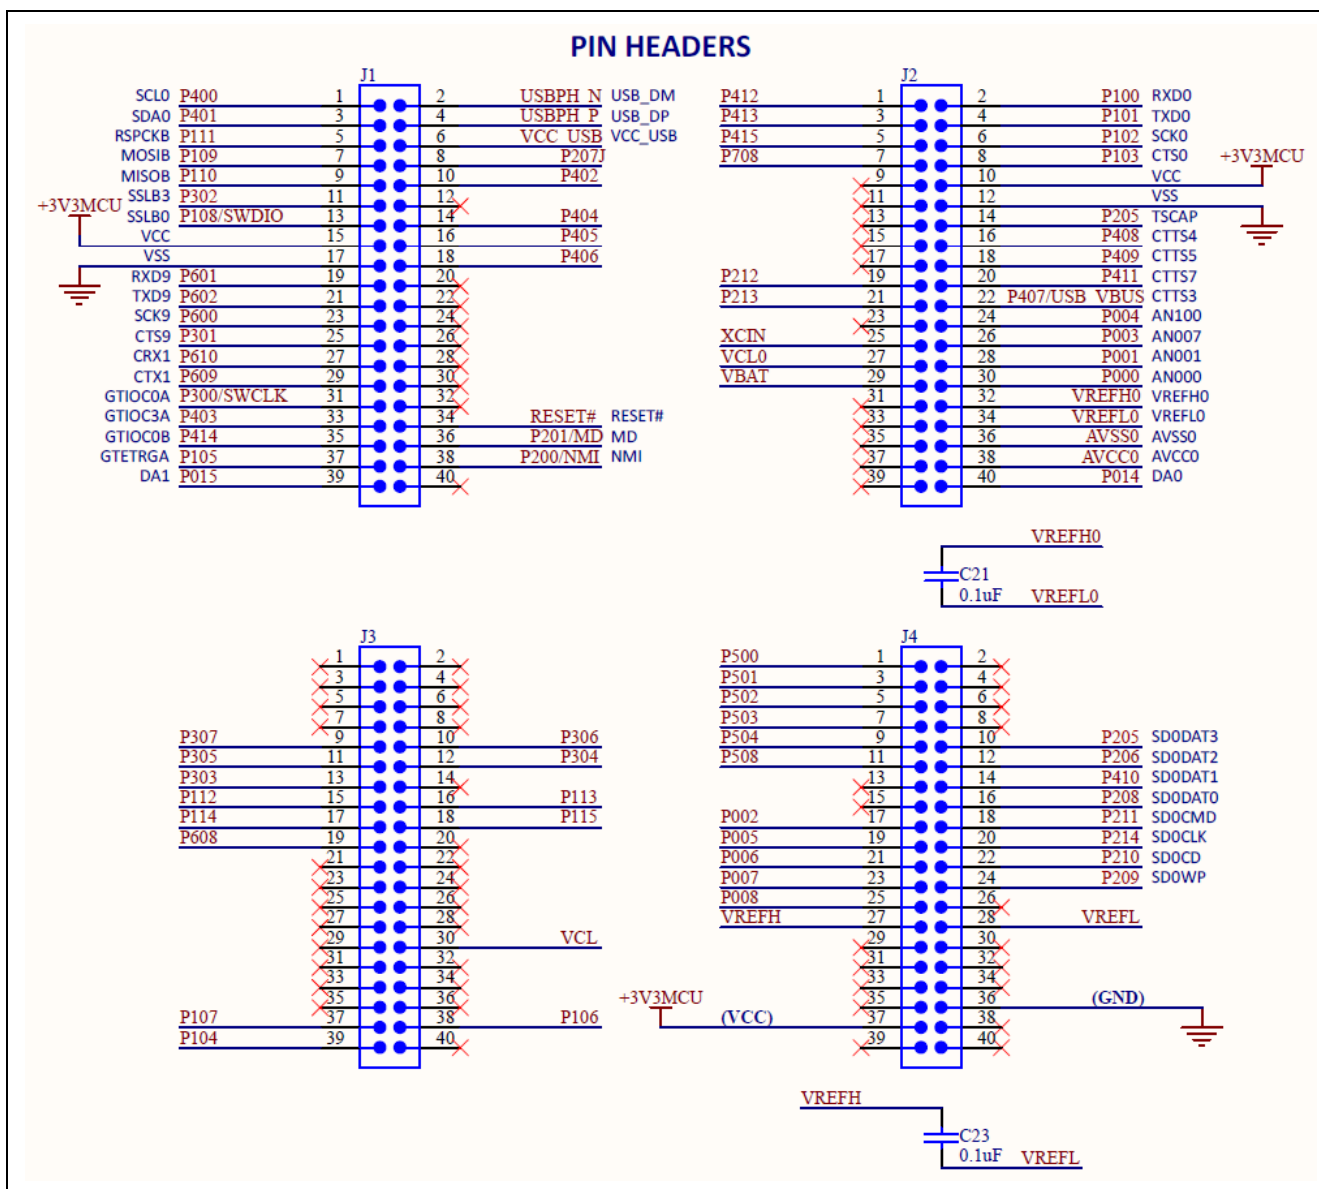 PIN HEADERS
J1
SCL0 P400 1 2 USBPH_N USB_DM
SDA0 P401 3 4 USBPH_P USB_DP
RSPCKB P111 5 6 VCC_USB VCC_USB
MOSIB P109 7 8 P207J
MISOB P110 9 10 P402
SSLB3 P302 11 12
+3V3MCU
SSLB0 P108/SWDIO 13 14 P404
VCC 15 16 P405
VSS 17 18 P406
RXD9 P601 19 20
TXD9 P602 21 22
SCK9 P600 23 24
CTS9 P301 25 26
CRX1 P610 27 28
CTX1 P609 29 30
GTIOC0A P300/SWCLK 31 32
GTIOC3A P403 33 34 RESET# RESET#
GTIOC0B P414 35 36 P201/MD MD
GTETRGA P105 37 38 P200/NMI NMI
DA1 P015 39 40
J2
P412 1 2 P100 RXD0
P413 3 4 P101 TXD0
P415 5 6 P102 SCK0
P708 7 8 P103 CTS0
+3V3MCU
9 10 VCC
11 12 VSS
13 14 P205 TSCAP
15 16 P408 CTTS4
17 18 P409 CTTS5
P212 19 20 P411 CTTS7
P213 21 22 P407/USB_VBUS CTTS3
23 24 P004 AN100
XCIN 25 26 P003 AN007
VCL0 27 28 P001 AN001
VBAT 29 30 P000 AN000
31 32 VREFH0 VREFH0
33 34 VREFL0 VREFL0
35 36 AVSS0 AVSS0
37 38 AVCC0 AVCC0
39 40 P014 DA0
VREFH0
C21
0.1uF
VREFL0
J3
1 2
3 4
5 6
7 8
P307 9 10 P306
P305 11 12 P304
P303 13 14
P112 15 16 P113
P114 17 18 P115
P608 19 20
21 22
23 24
25 26
27 28
29 30 VCL
31 32
33 34
35 36
P107 37 38 P106
P104 39 40
J4
P500 1 2
P501 3 4
P502 5 6
P503 7 8
P504 9 10 P205 SD0DAT3
P508 11 12 P206 SD0DAT2
13 14 P410 SD0DAT1
15 16 P208 SD0DAT0
P002 17 18 P211 SD0CMD
P005 19 20 P214 SD0CLK
P006 21 22 P210 SD0CD
P007 23 24 P209 SD0WP
P008 25 26
VREFH 27 28 VREFL
29 30
31 32
33 34
35 36 (GND)
+3V3MCU
(VCC) 37 38
39 40
VREFH
C23
0.1uF
VREFL